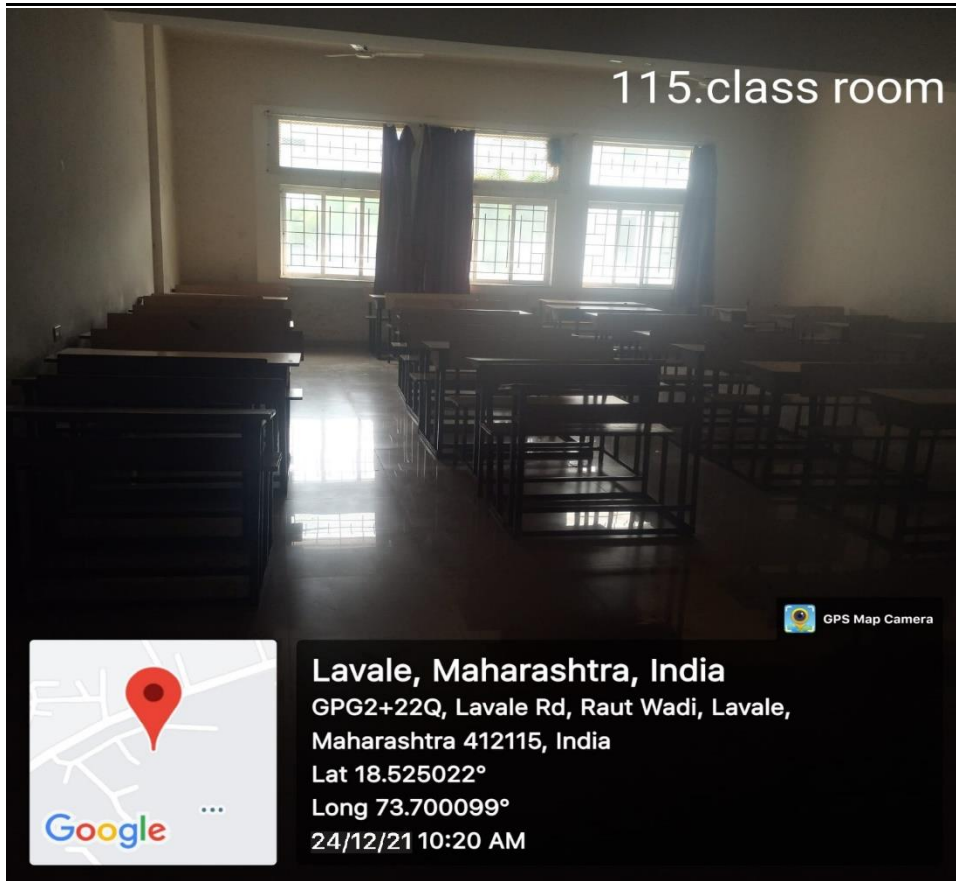 115.class room
GPS Map Camera
Lavale, Maharashtra, India
GPG2+22Q, Lavale Rd, Raut Wadi, Lavale,
Maharashtra 412115, India
Lat 18.525022°
Long 73.700099°
24/12/21 10:20 AM
Google